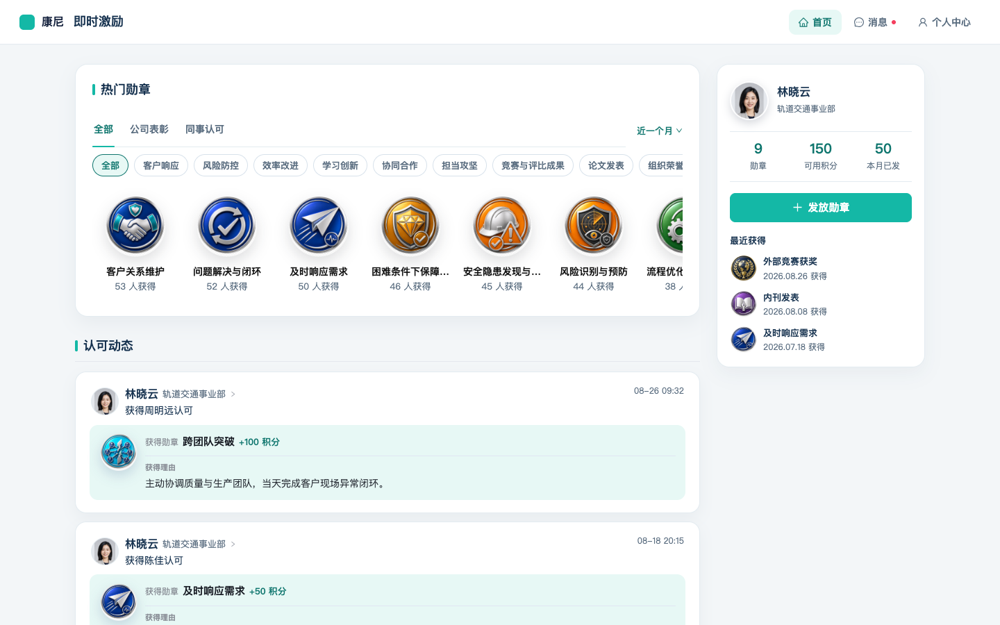 康尼 即时激励
首页 消息 个人中心
热门勋章
全部 公司表彰 同事认可 近一个月
全部 客户响应 风险防控 效率改进 学习创新 协同合作 担当攻坚 竞赛与评比成果 论文发表 组织荣誉
客户关系维护 问题解决与闭环 及时响应需求 困难条件下保障... 安全隐患发现与... 风险识别与预防 流程优化
53 人获得 52 人获得 50 人获得 46 人获得 45 人获得 44 人获得 38
认可动态
林晓云 轨道交通事业部 08-26 09:32
获得周明远认可
获得勋章 跨团队突破 +100 积分
获得理由
主动协调质量与生产团队，当天完成客户现场异常闭环。
林晓云 轨道交通事业部 08-18 20:15
获得陈佳认可
获得勋章 及时响应需求 +50 积分
获得理由
林晓云
轨道交通事业部
9 150 50
勋章 可用积分 本月已发
发放勋章
最近获得
外部竞赛获奖
2026.08.26 获得
内刊发表
2026.08.08 获得
及时响应需求
2026.07.18 获得